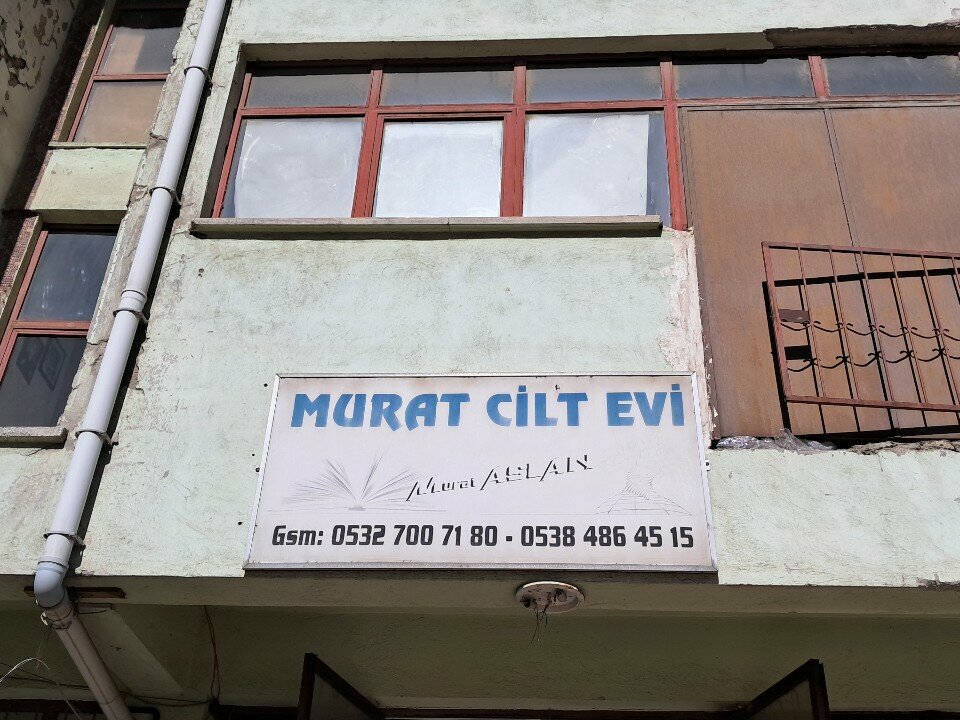 MURAT CİLT EVİ
Murat ASLAN
Gsm: 0532 700 71 80 - 0538 486 45 15